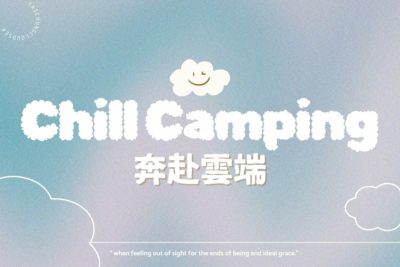 Chill Camping
奔赴雲端
" when feeling out of sight for the ends of being and ideal grace."